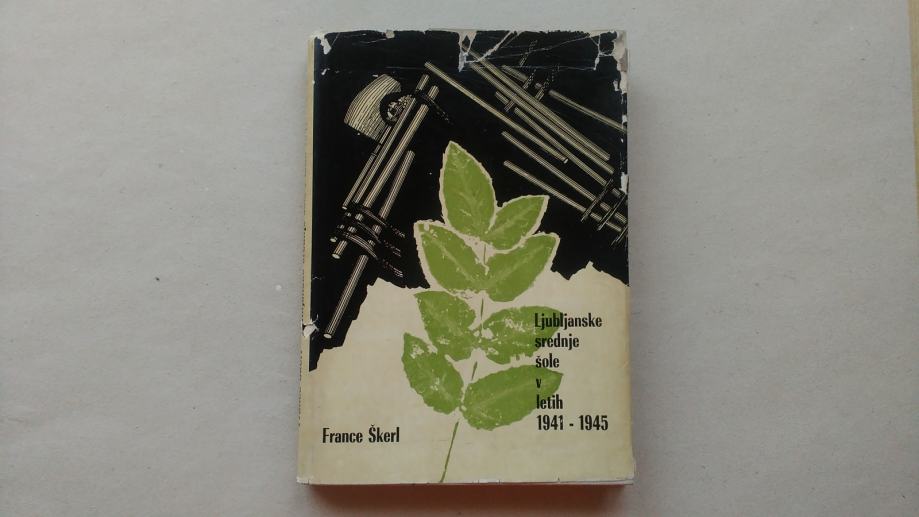 Ljubljanske
srednje
šole
v
letih
1941 - 1945
France Škerl